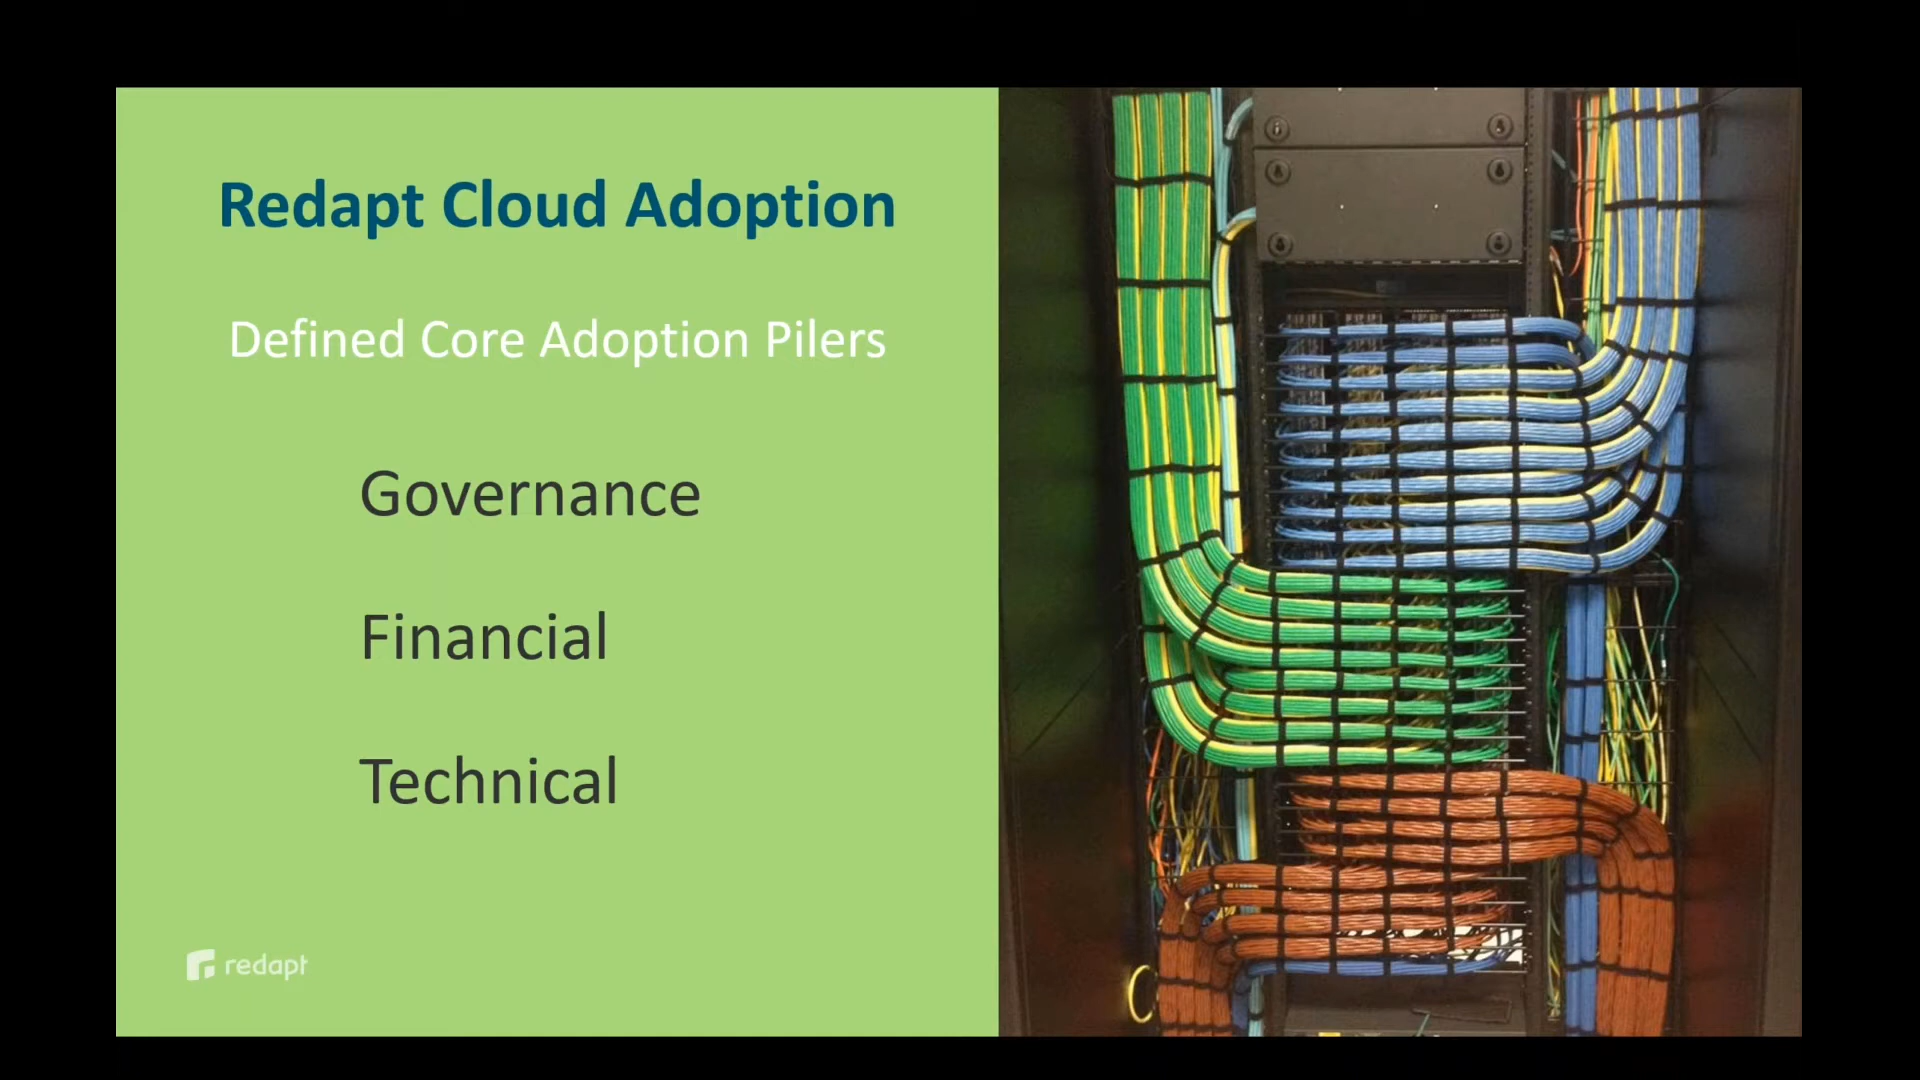 Redapt Cloud Adoption
Defined Core Adoption Pilers
Governance
Financial
Technical
redapt